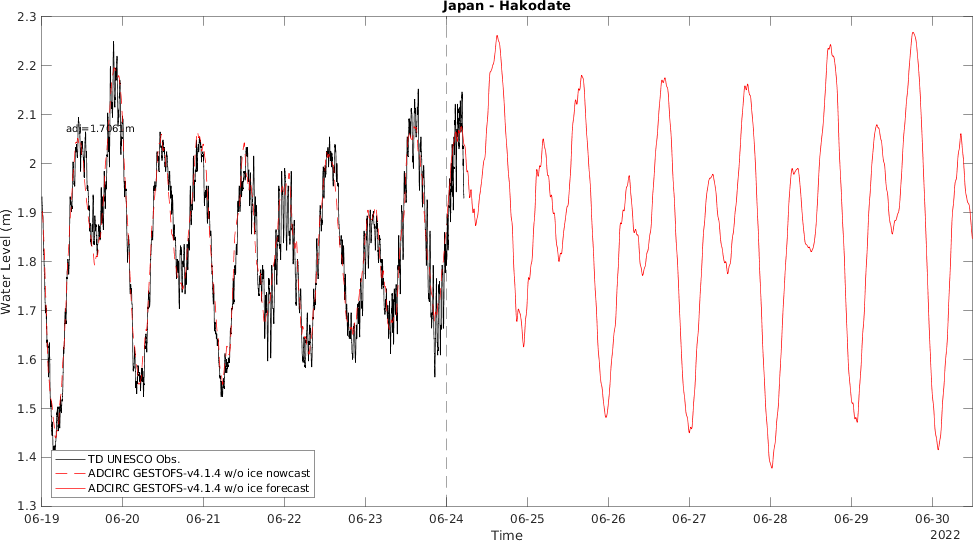 Japan - Hakodate
2.3
2.2
2.1
2
1.9
1.8
1.7
1.6
1.5
1.4
1.3
Water Level (m)
adj=1.7061m
TD UNESCO Obs.
ADCIRC GESTOFS-v4.1.4 w/o ice nowcast
ADCIRC GESTOFS-v4.1.4 w/o ice forecast
06-19 06-20 06-21 06-22 06-23 06-24 06-25 06-26 06-27 06-28 06-29 06-30
2022
Time